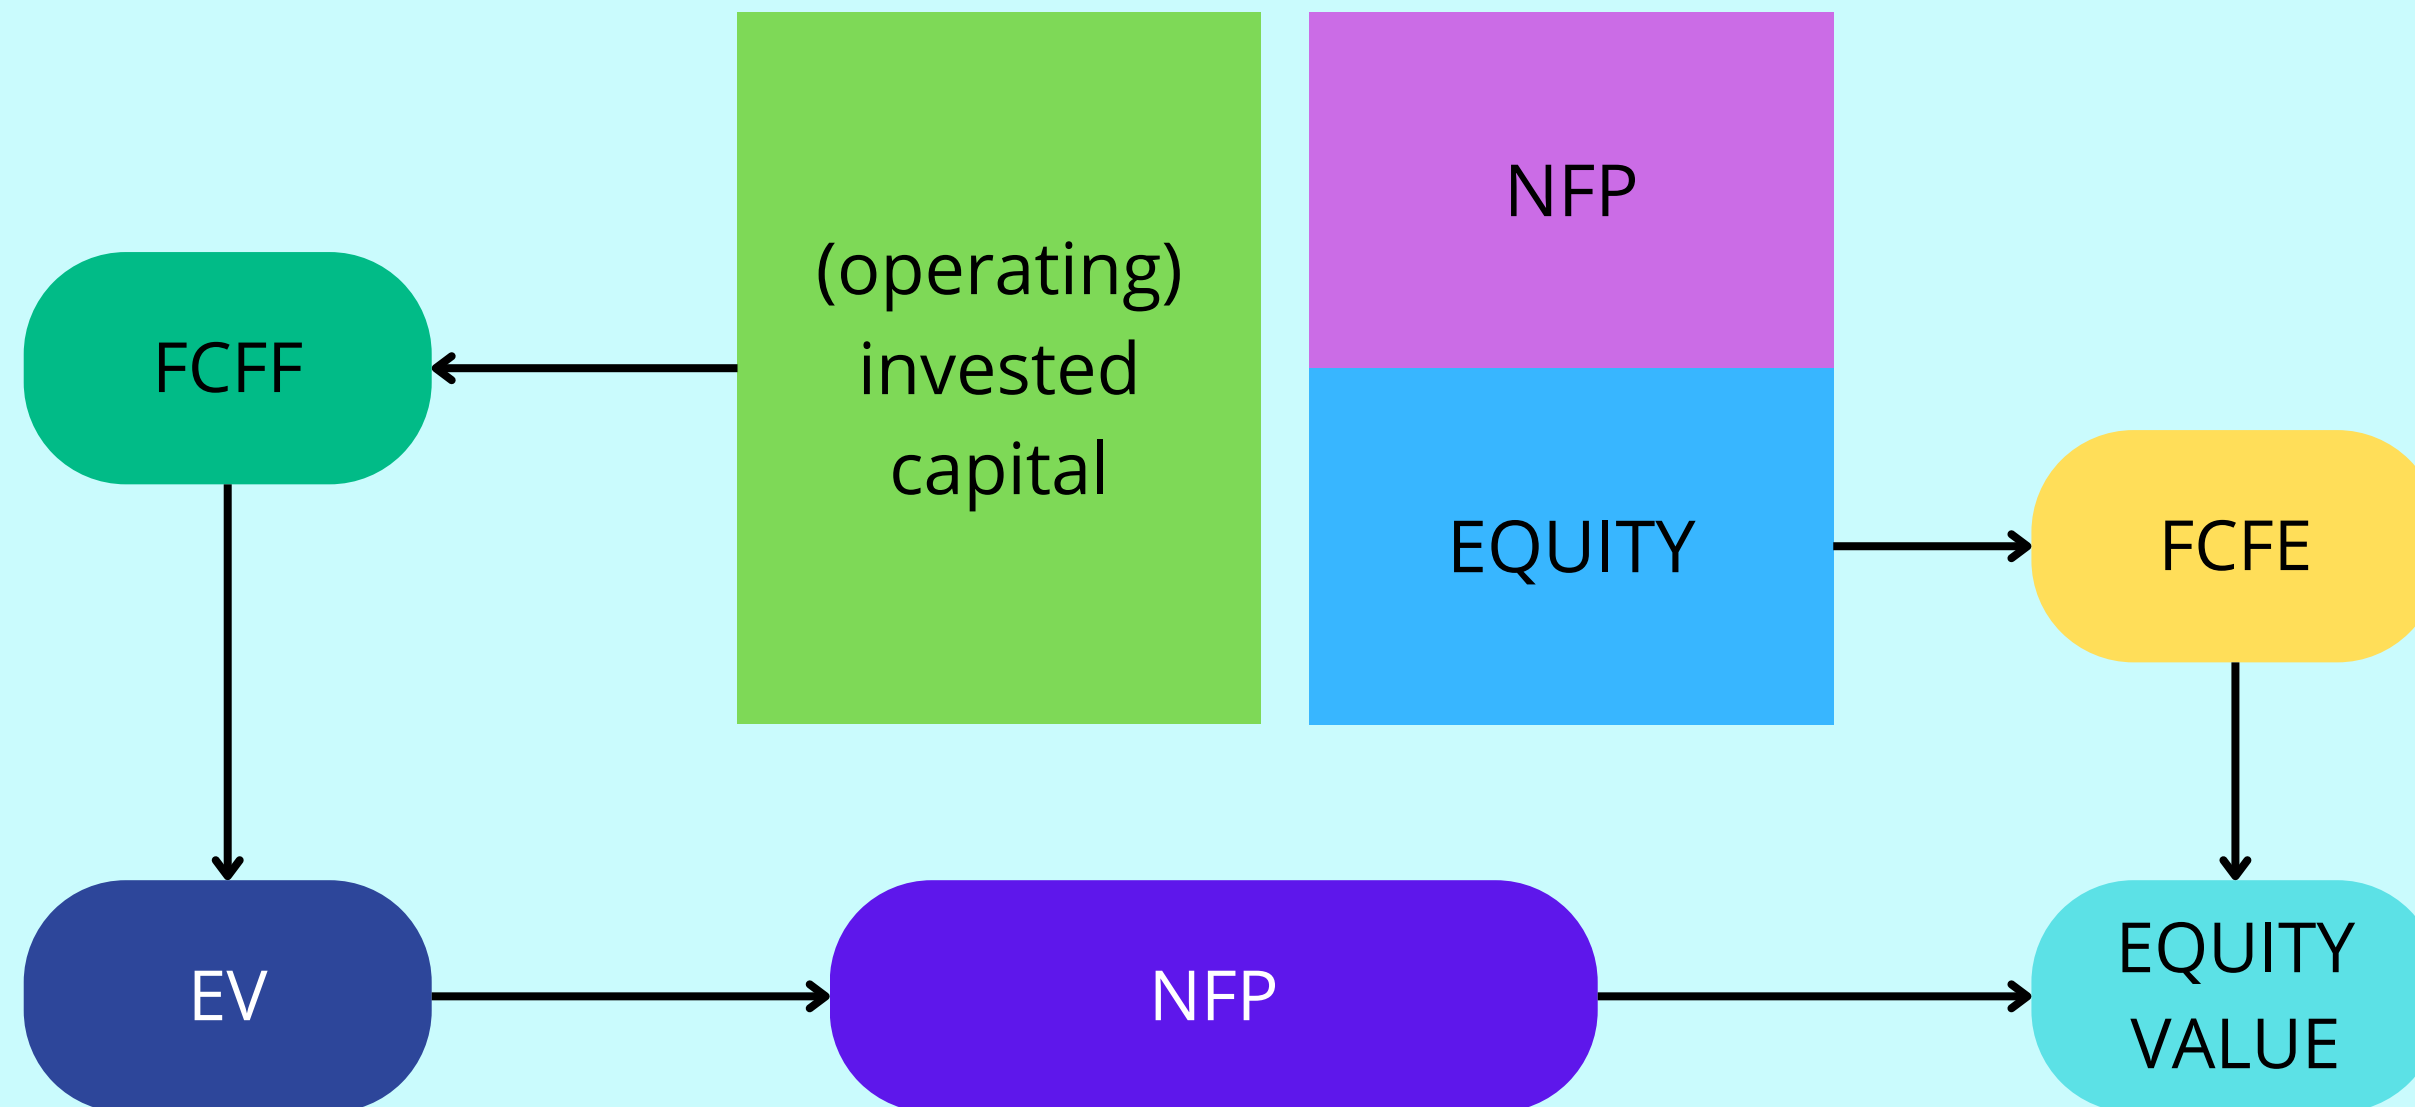 NFP
(operating)
invested
capital
FCFF
EQUITY
FCFE
EV
NFP
EQUITY
VALUE